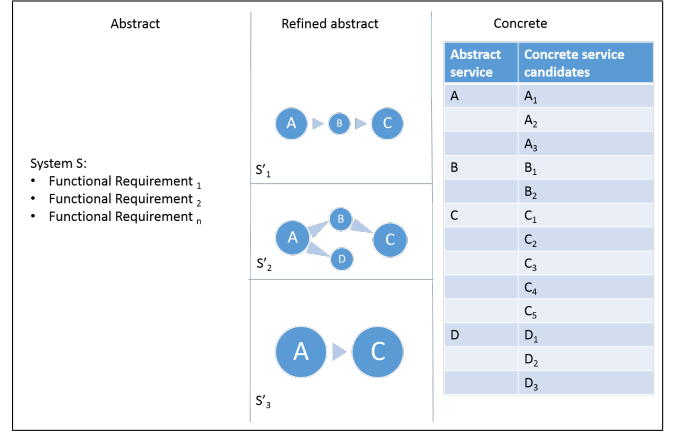 Abstract
Refined abstract
Concrete
System S:
• Functional Requirement 1
• Functional Requirement 2
• Functional Requirement n
A B C
S'1
B
A C
D
S'2
A C
S'3
Abstract service Concrete service candidates
A A1
A2
A3
B B1
B2
C C1
C2
C3
C4
C5
D D1
D2
D3